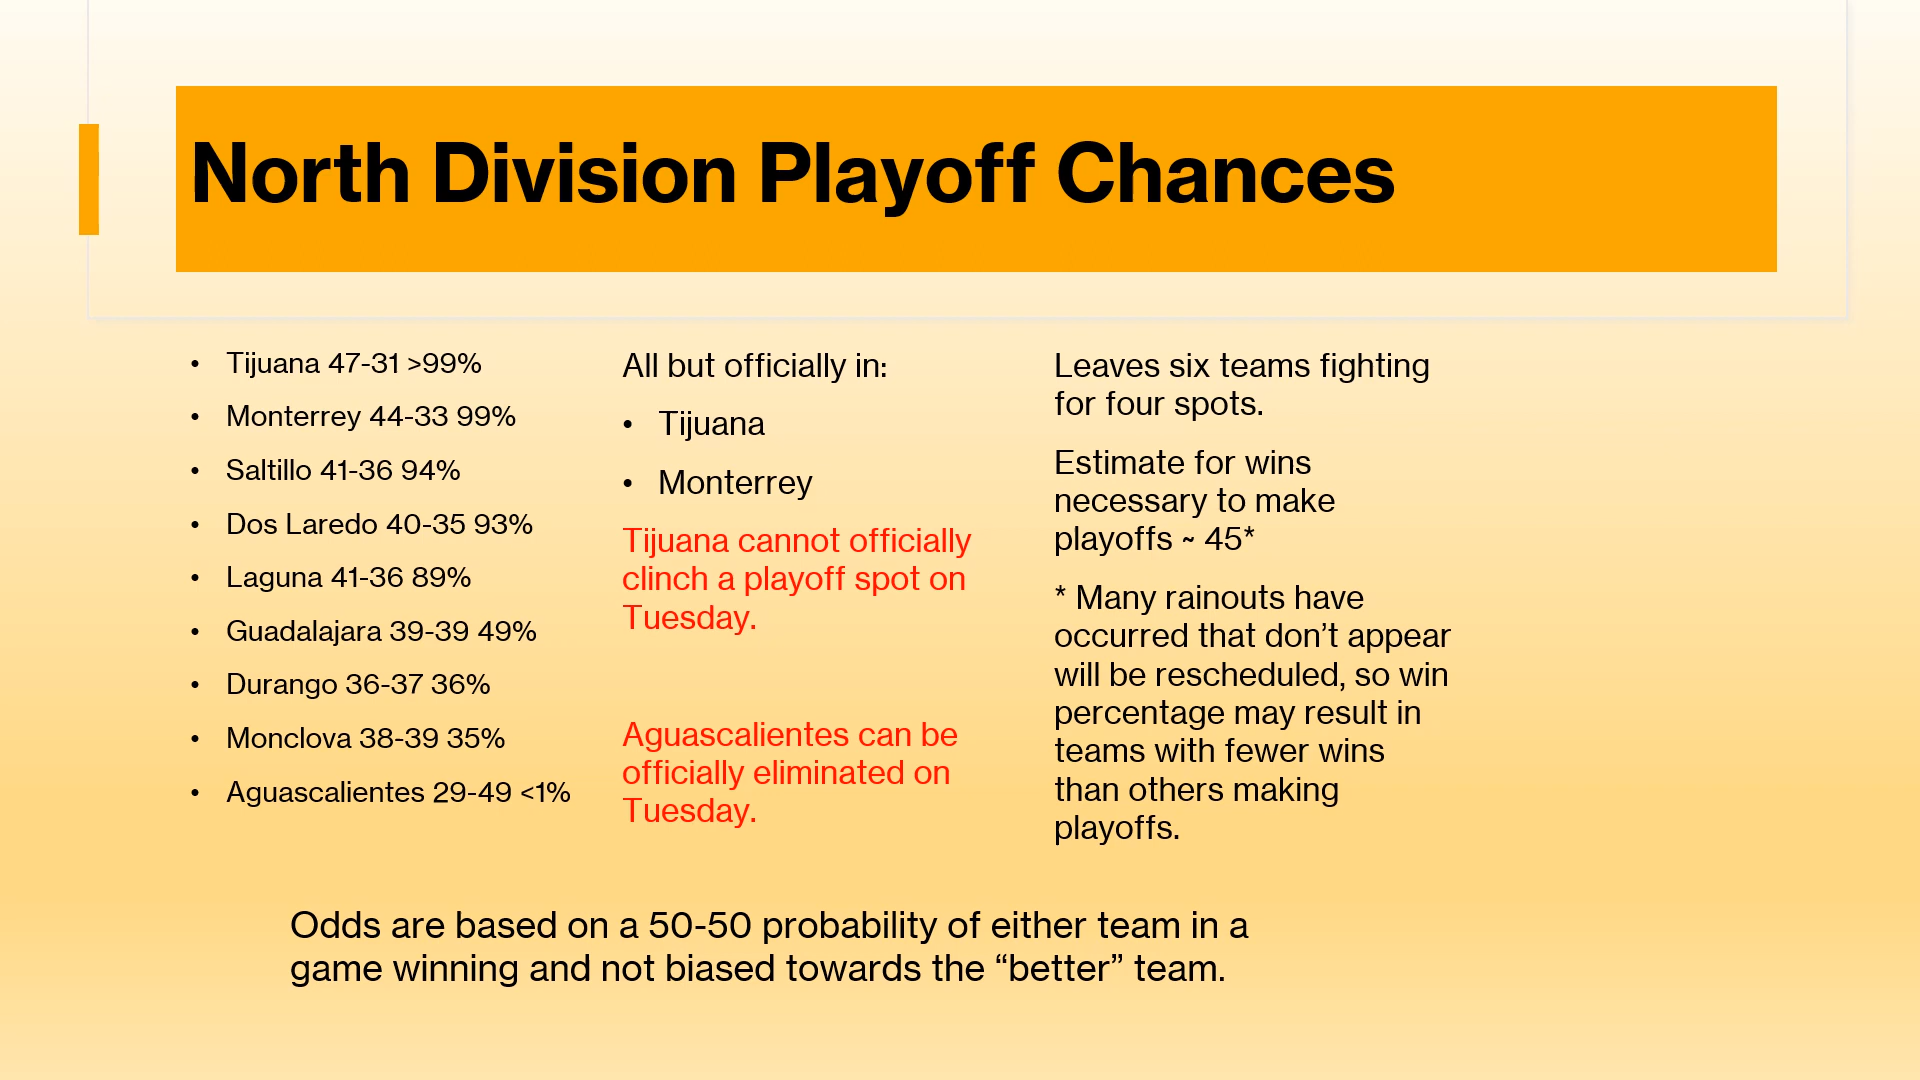 North Division Playoff Chances
• Tijuana 47-31 >99%
• Monterrey 44-33 99%
• Saltillo 41-36 94%
• Dos Laredo 40-35 93%
• Laguna 41-36 89%
• Guadalajara 39-39 49%
• Durango 36-37 36%
• Monclova 38-39 35%
• Aguascalientes 29-49 <1%
All but officially in:
• Tijuana
• Monterrey
Tijuana cannot officially
clinch a playoff spot on
Tuesday.
Aguascalientes can be
officially eliminated on
Tuesday.
Leaves six teams fighting
for four spots.
Estimate for wins
necessary to make
playoffs ~ 45*
* Many rainouts have
occurred that don’t appear
will be rescheduled, so win
percentage may result in
teams with fewer wins
than others making
playoffs.
Odds are based on a 50-50 probability of either team in a
game winning and not biased towards the “better” team.